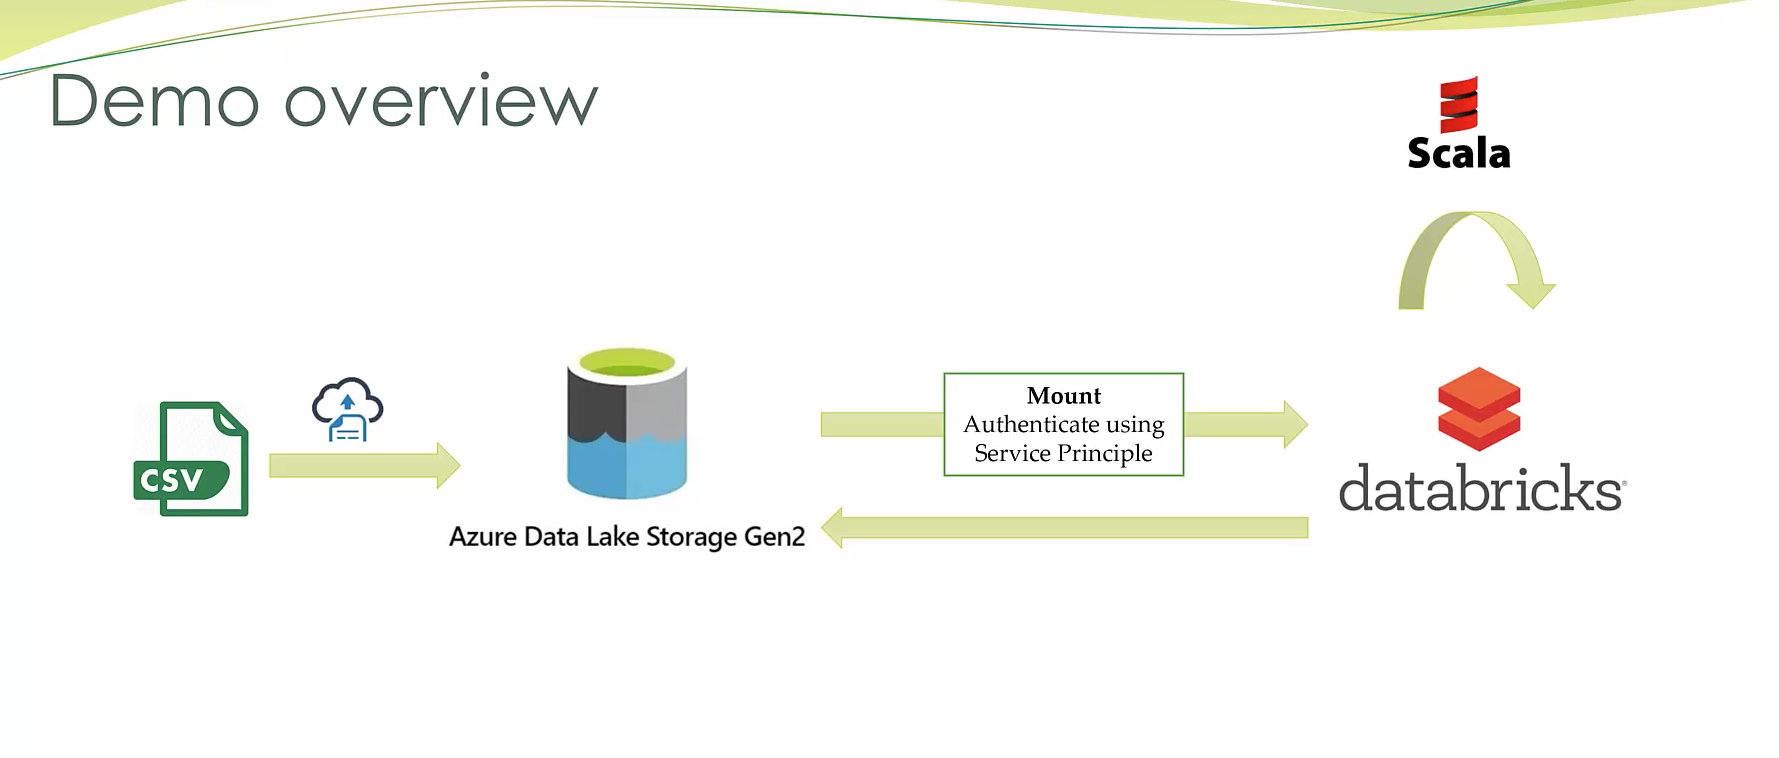 Demo overview
Scala
CSV
Azure Data Lake Storage Gen2
Mount
Authenticate using
Service Principle
databricks